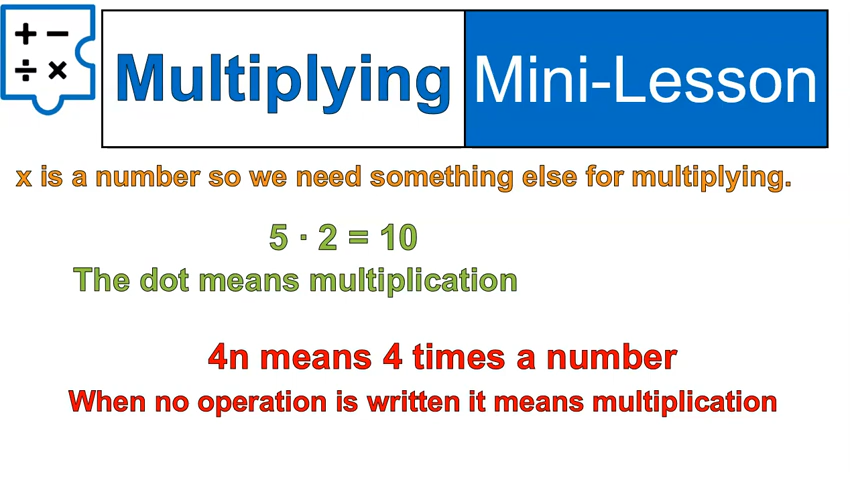 + −
÷ ×
Multiplying Mini-Lesson
x is a number so we need something else for multiplying.
5 · 2 = 10
The dot means multiplication
4n means 4 times a number
When no operation is written it means multiplication